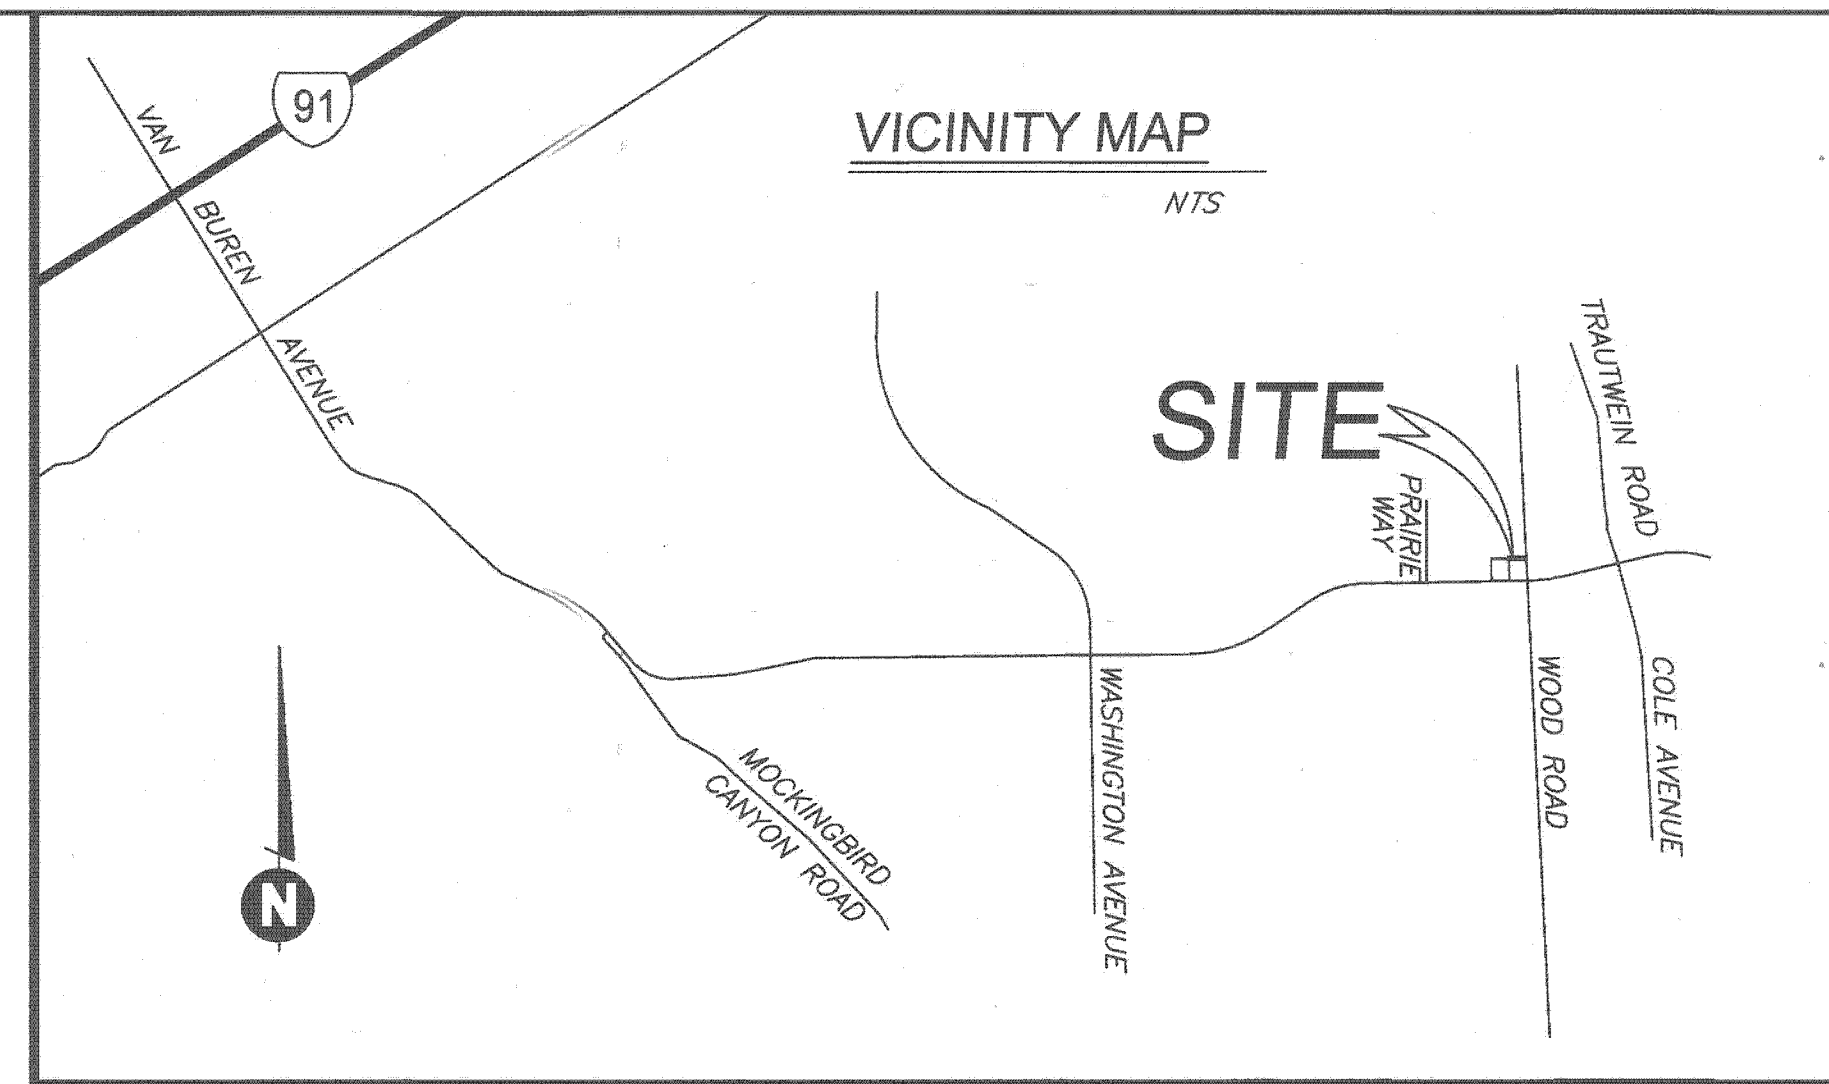 VICINITY MAP
NTS
91
VAN
BUREN
AVENUE
SITE
PRAIRIE
WAY
TRAUTWEIN ROAD
WOOD ROAD
COLE AVENUE
WASHINGTON AVENUE
MOCKINGBIRD
CANYON ROAD
N